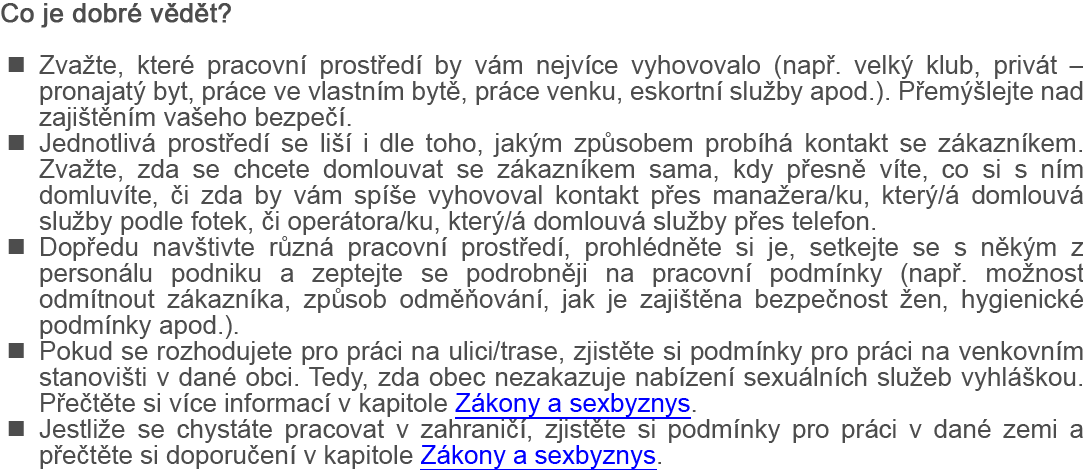 Co je dobré vědět?
■ Zvažte, které pracovní prostředí by vám nejvíce vyhovovalo (např. velký klub, privát –
pronajatý byt, práce ve vlastním bytě, práce venku, eskortní služby apod.). Přemýšlejte nad
zajištěním vašeho bezpečí.
■ Jednotlivá prostředí se liší i dle toho, jakým způsobem probíhá kontakt se zákazníkem.
Zvažte, zda se chcete domlouvat se zákazníkem sama, kdy přesně víte, co si s ním
domluvíte, či zda by vám spíše vyhovoval kontakt přes manažera/ku, který/á domlouvá
služby podle fotek, či operátora/ku, který/á domlouvá služby přes telefon.
■ Dopředu navštivte různá pracovní prostředí, prohlédněte si je, setkejte se s někým z
personálu podniku a zeptejte se podrobněji na pracovní podmínky (např. možnost
odmítnout zákazníka, způsob odměňování, jak je zajištěna bezpečnost žen, hygienické
podmínky apod.).
■ Pokud se rozhodujete pro práci na ulici/trase, zjistěte si podmínky pro práci na venkovním
stanovišti v dané obci. Tedy, zda obec nezakazuje nabízení sexuálních služeb vyhláškou.
Přečtěte si více informací v kapitole Zákony a sexbyznys.
■ Jestliže se chystáte pracovat v zahraničí, zjistěte si podmínky pro práci v dané zemi a
přečtěte si doporučení v kapitole Zákony a sexbyznys.